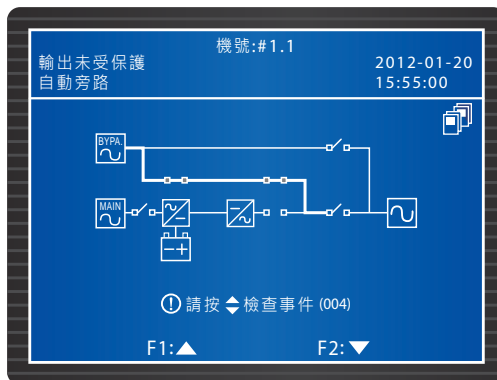 機號:#1.1
輸出未受保護
2012-01-20
自動旁路
15:55:00
BYPA.
MAIN
請按 檢查事件 (004)
F1:▲ F2:▼